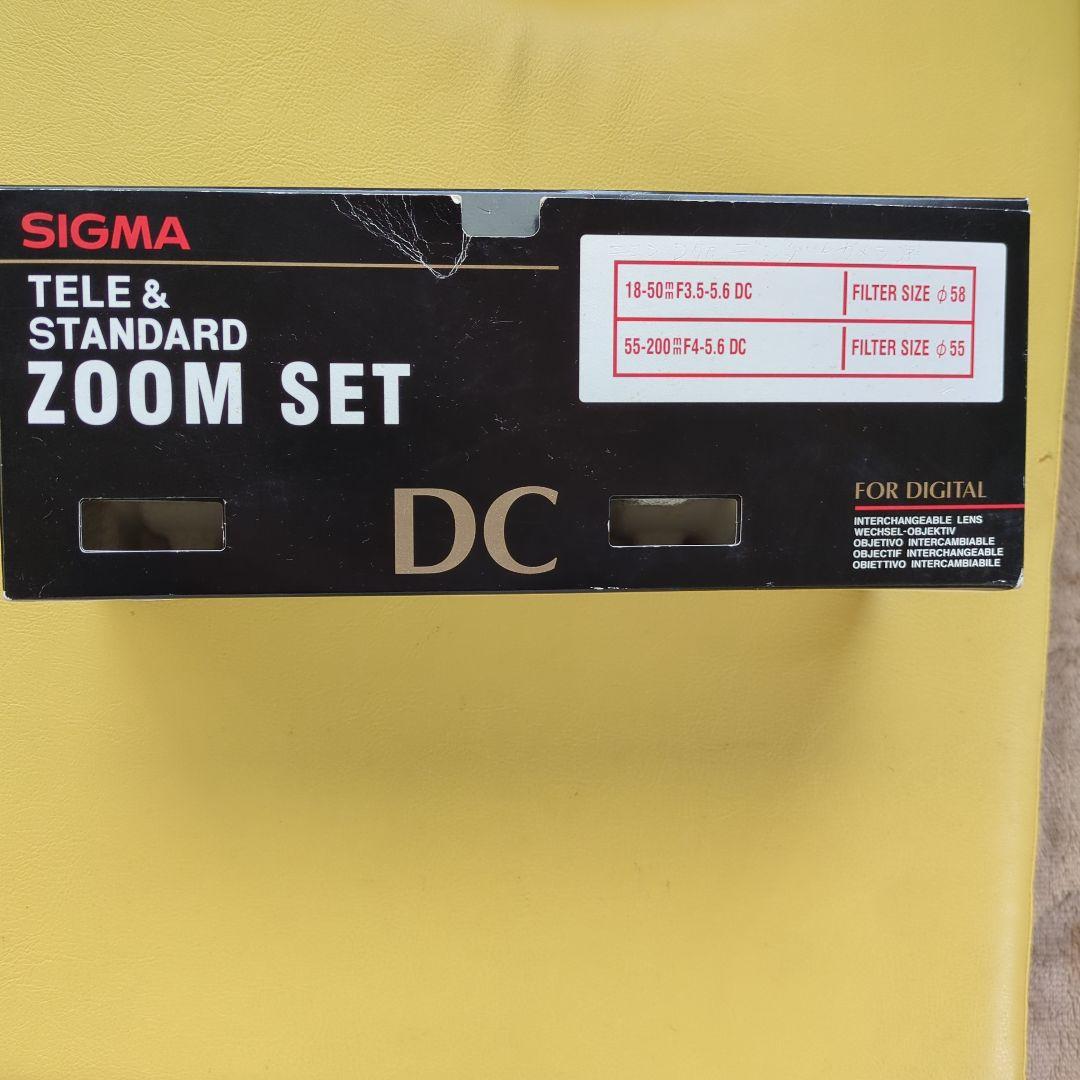 SIGMA
TELE &
STANDARD
ZOOM SET
18-50mm F3.5-5.6 DC FILTER SIZE φ58
55-200mm F4-5.6 DC FILTER SIZE φ55
DC
FOR DIGITAL
INTERCHANGEABLE LENS
WECHSEL-OBJEKTIV
OBJETIVO INTERCAMBIABLE
OBJECTIF INTERCHANGEABLE
OBIETTIVO INTERCAMBIABILE